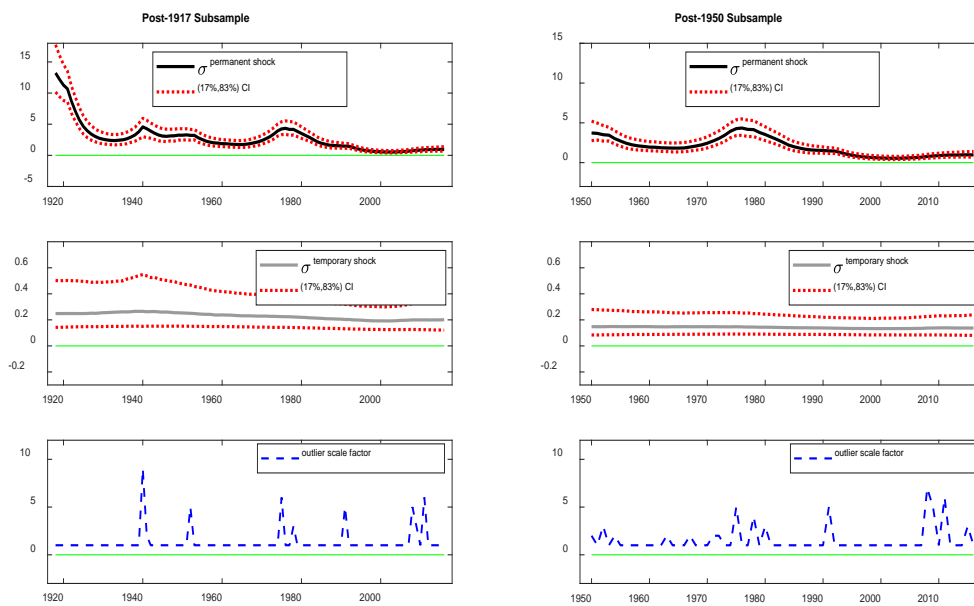 Post-1917 Subsample
15
10
5
0
-5
σ permanent shock
(17%,83%) CI
1920 1940 1960 1980 2000
0.6
0.4
0.2
0
-0.2
σ temporary shock
(17%,83%) CI
1920 1940 1960 1980 2000
10
5
0
outlier scale factor
1920 1940 1960 1980 2000
Post-1950 Subsample
15
10
5
0
σ permanent shock
(17%,83%) CI
1950 1960 1970 1980 1990 2000 2010
0.6
0.4
0.2
0
-0.2
σ temporary shock
(17%,83%) CI
1950 1960 1970 1980 1990 2000 2010
10
5
0
outlier scale factor
1950 1960 1970 1980 1990 2000 2010